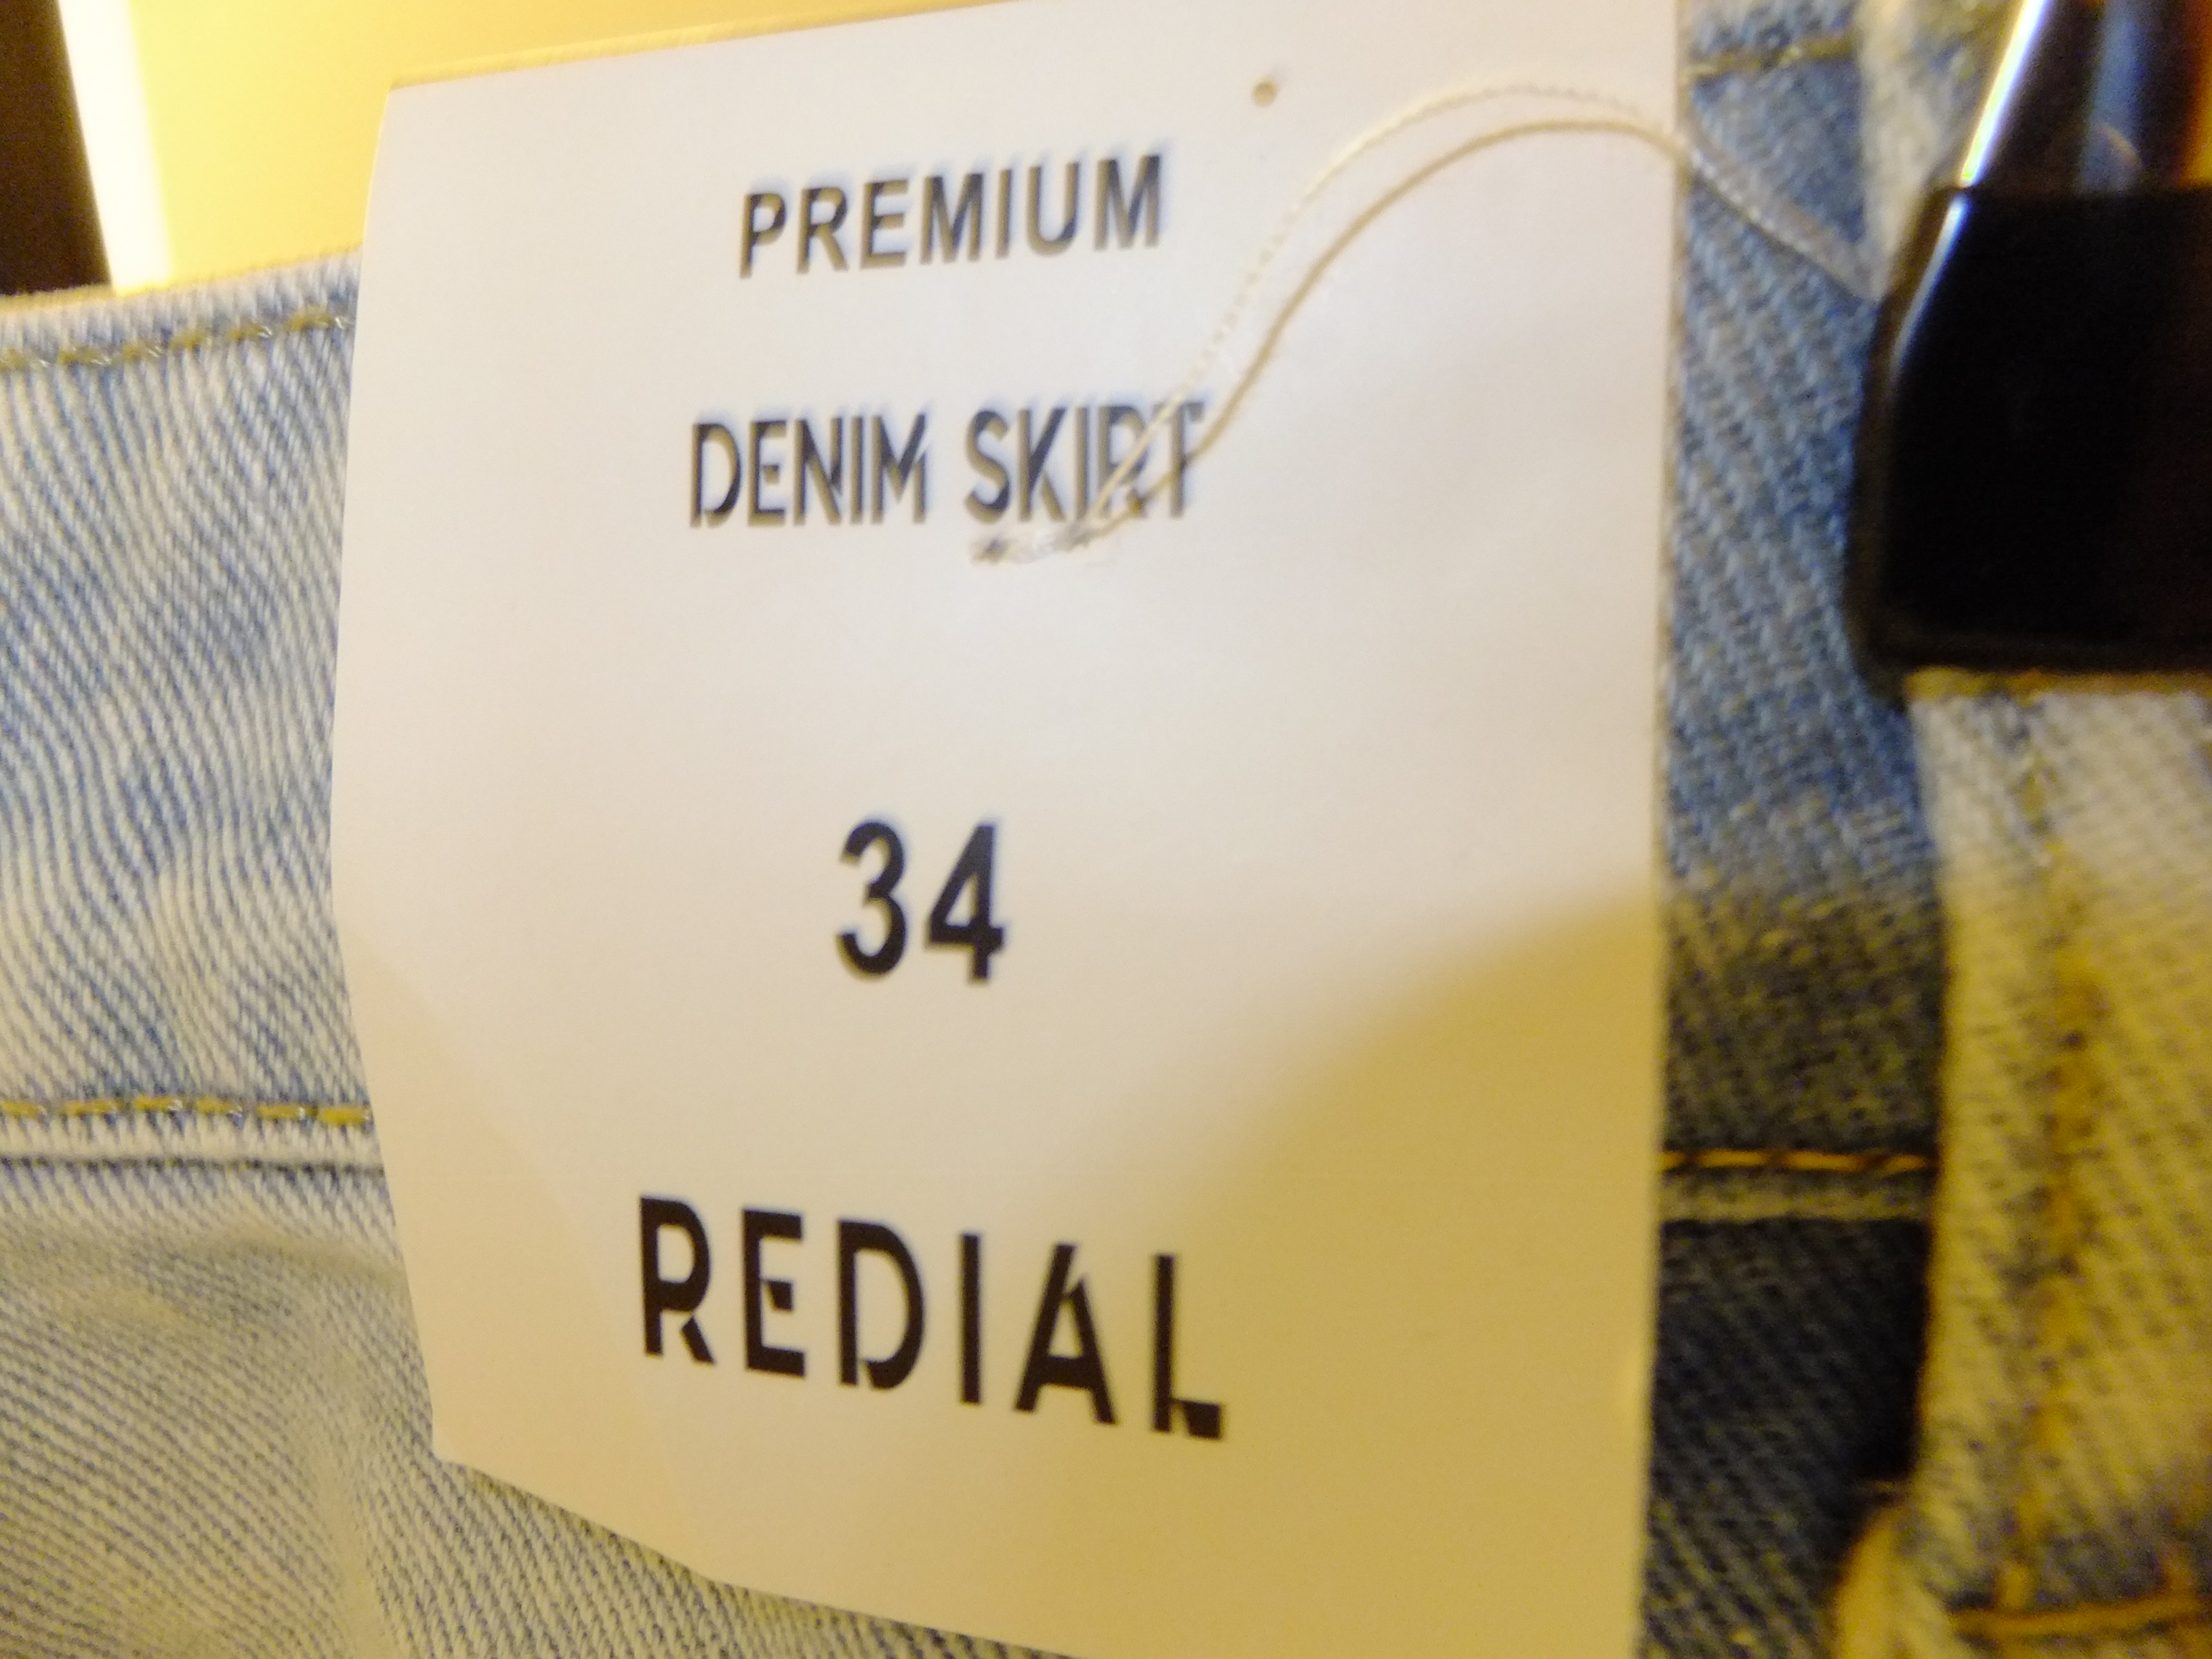 PREMIUM
DENIM SKIRT
34
REDIAL